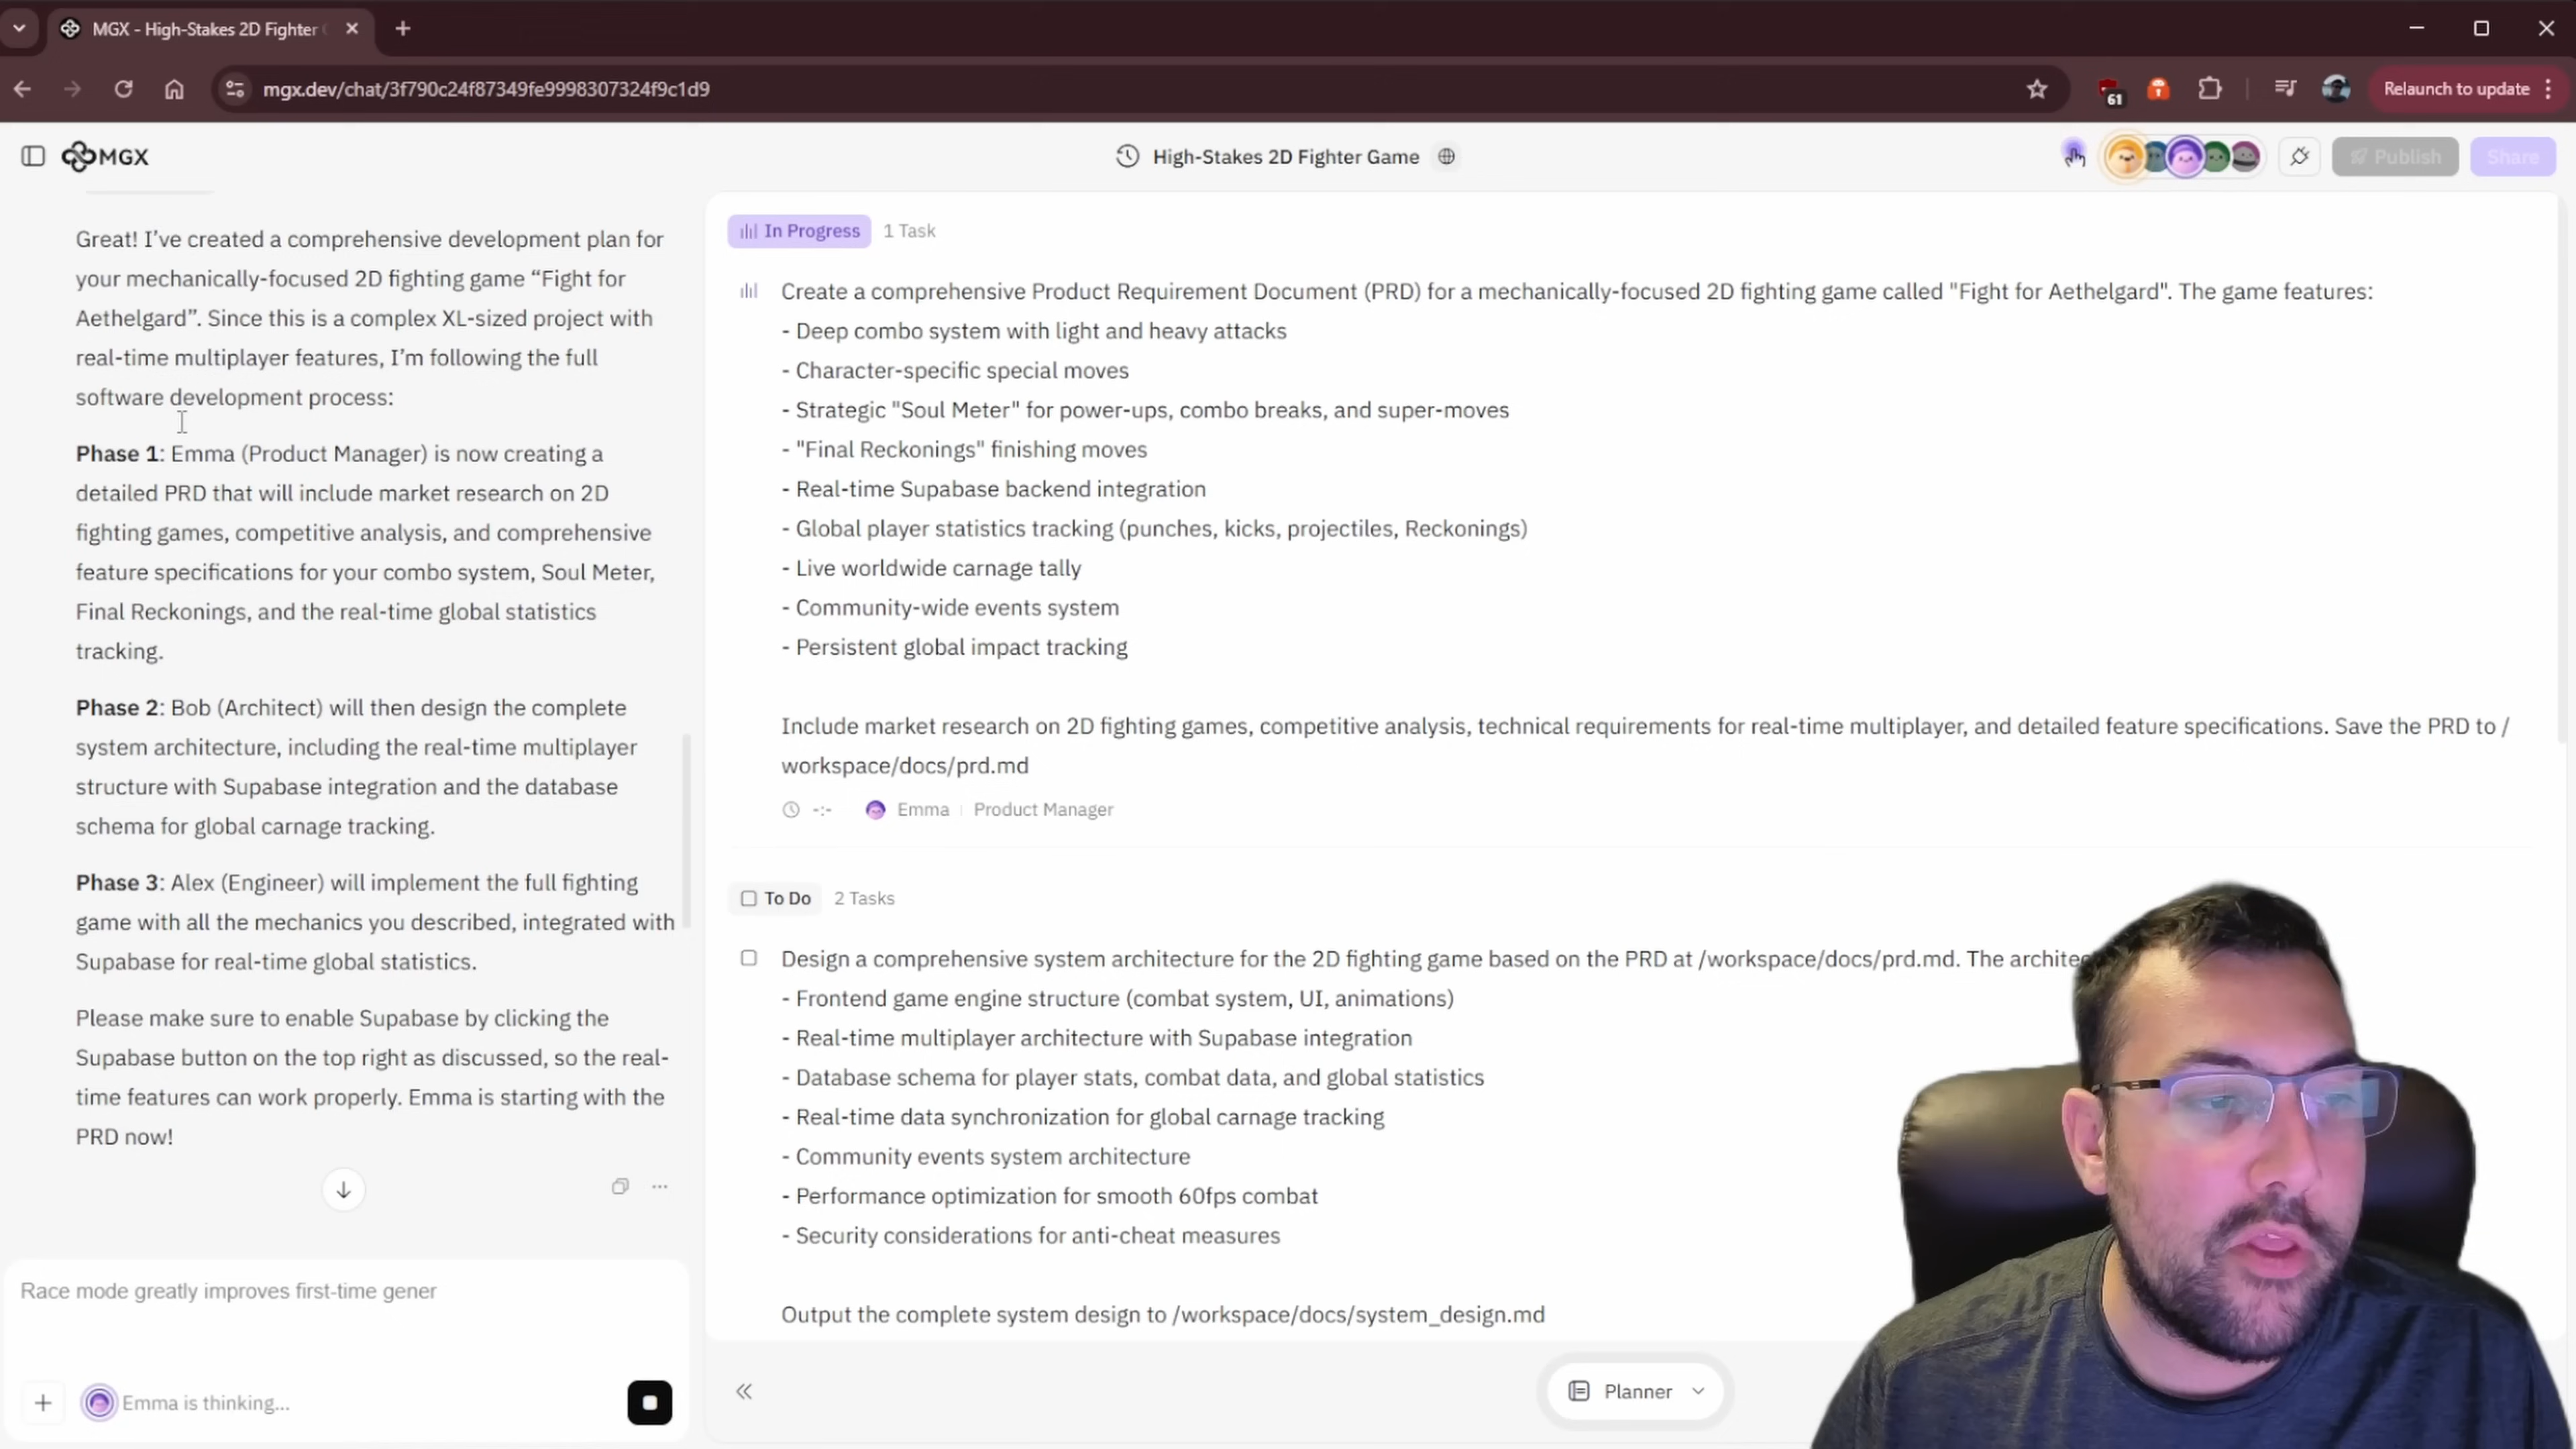 MGX - High-Stakes 2D Fighter
mgx.dev/chat/3f790c24f87349fe9998307324f9c1d9
61
Relaunch to update
MGX
High-Stakes 2D Fighter Game
Publish
Share
Great! I've created a comprehensive development plan for
your mechanically-focused 2D fighting game “Fight for
Aethelgard”. Since this is a complex XL-sized project with
real-time multiplayer features, I'm following the full
software development process:
Phase 1: Emma (Product Manager) is now creating a
detailed PRD that will include market research on 2D
fighting games, competitive analysis, and comprehensive
feature specifications for your combo system, Soul Meter,
Final Reckonings, and the real-time global statistics
tracking.
Phase 2: Bob (Architect) will then design the complete
system architecture, including the real-time multiplayer
structure with Supabase integration and the database
schema for global carnage tracking.
Phase 3: Alex (Engineer) will implement the full fighting
game with all the mechanics you described, integrated with
Supabase for real-time global statistics.
Please make sure to enable Supabase by clicking the
Supabase button on the top right as discussed, so the real-
time features can work properly. Emma is starting with the
PRD now!
Race mode greatly improves first-time gener
Emma is thinking...
In Progress 1 Task
Create a comprehensive Product Requirement Document (PRD) for a mechanically-focused 2D fighting game called "Fight for Aethelgard". The game features:
- Deep combo system with light and heavy attacks
- Character-specific special moves
- Strategic "Soul Meter" for power-ups, combo breaks, and super-moves
- "Final Reckonings" finishing moves
- Real-time Supabase backend integration
- Global player statistics tracking (punches, kicks, projectiles, Reckonings)
- Live worldwide carnage tally
- Community-wide events system
- Persistent global impact tracking
Include market research on 2D fighting games, competitive analysis, technical requirements for real-time multiplayer, and detailed feature specifications. Save the PRD to /
workspace/docs/prd.md
-:- Emma Product Manager
To Do 2 Tasks
Design a comprehensive system architecture for the 2D fighting game based on the PRD at /workspace/docs/prd.md. The architec
- Frontend game engine structure (combat system, UI, animations)
- Real-time multiplayer architecture with Supabase integration
- Database schema for player stats, combat data, and global statistics
- Real-time data synchronization for global carnage tracking
- Community events system architecture
- Performance optimization for smooth 60fps combat
- Security considerations for anti-cheat measures
Output the complete system design to /workspace/docs/system_design.md
Planner